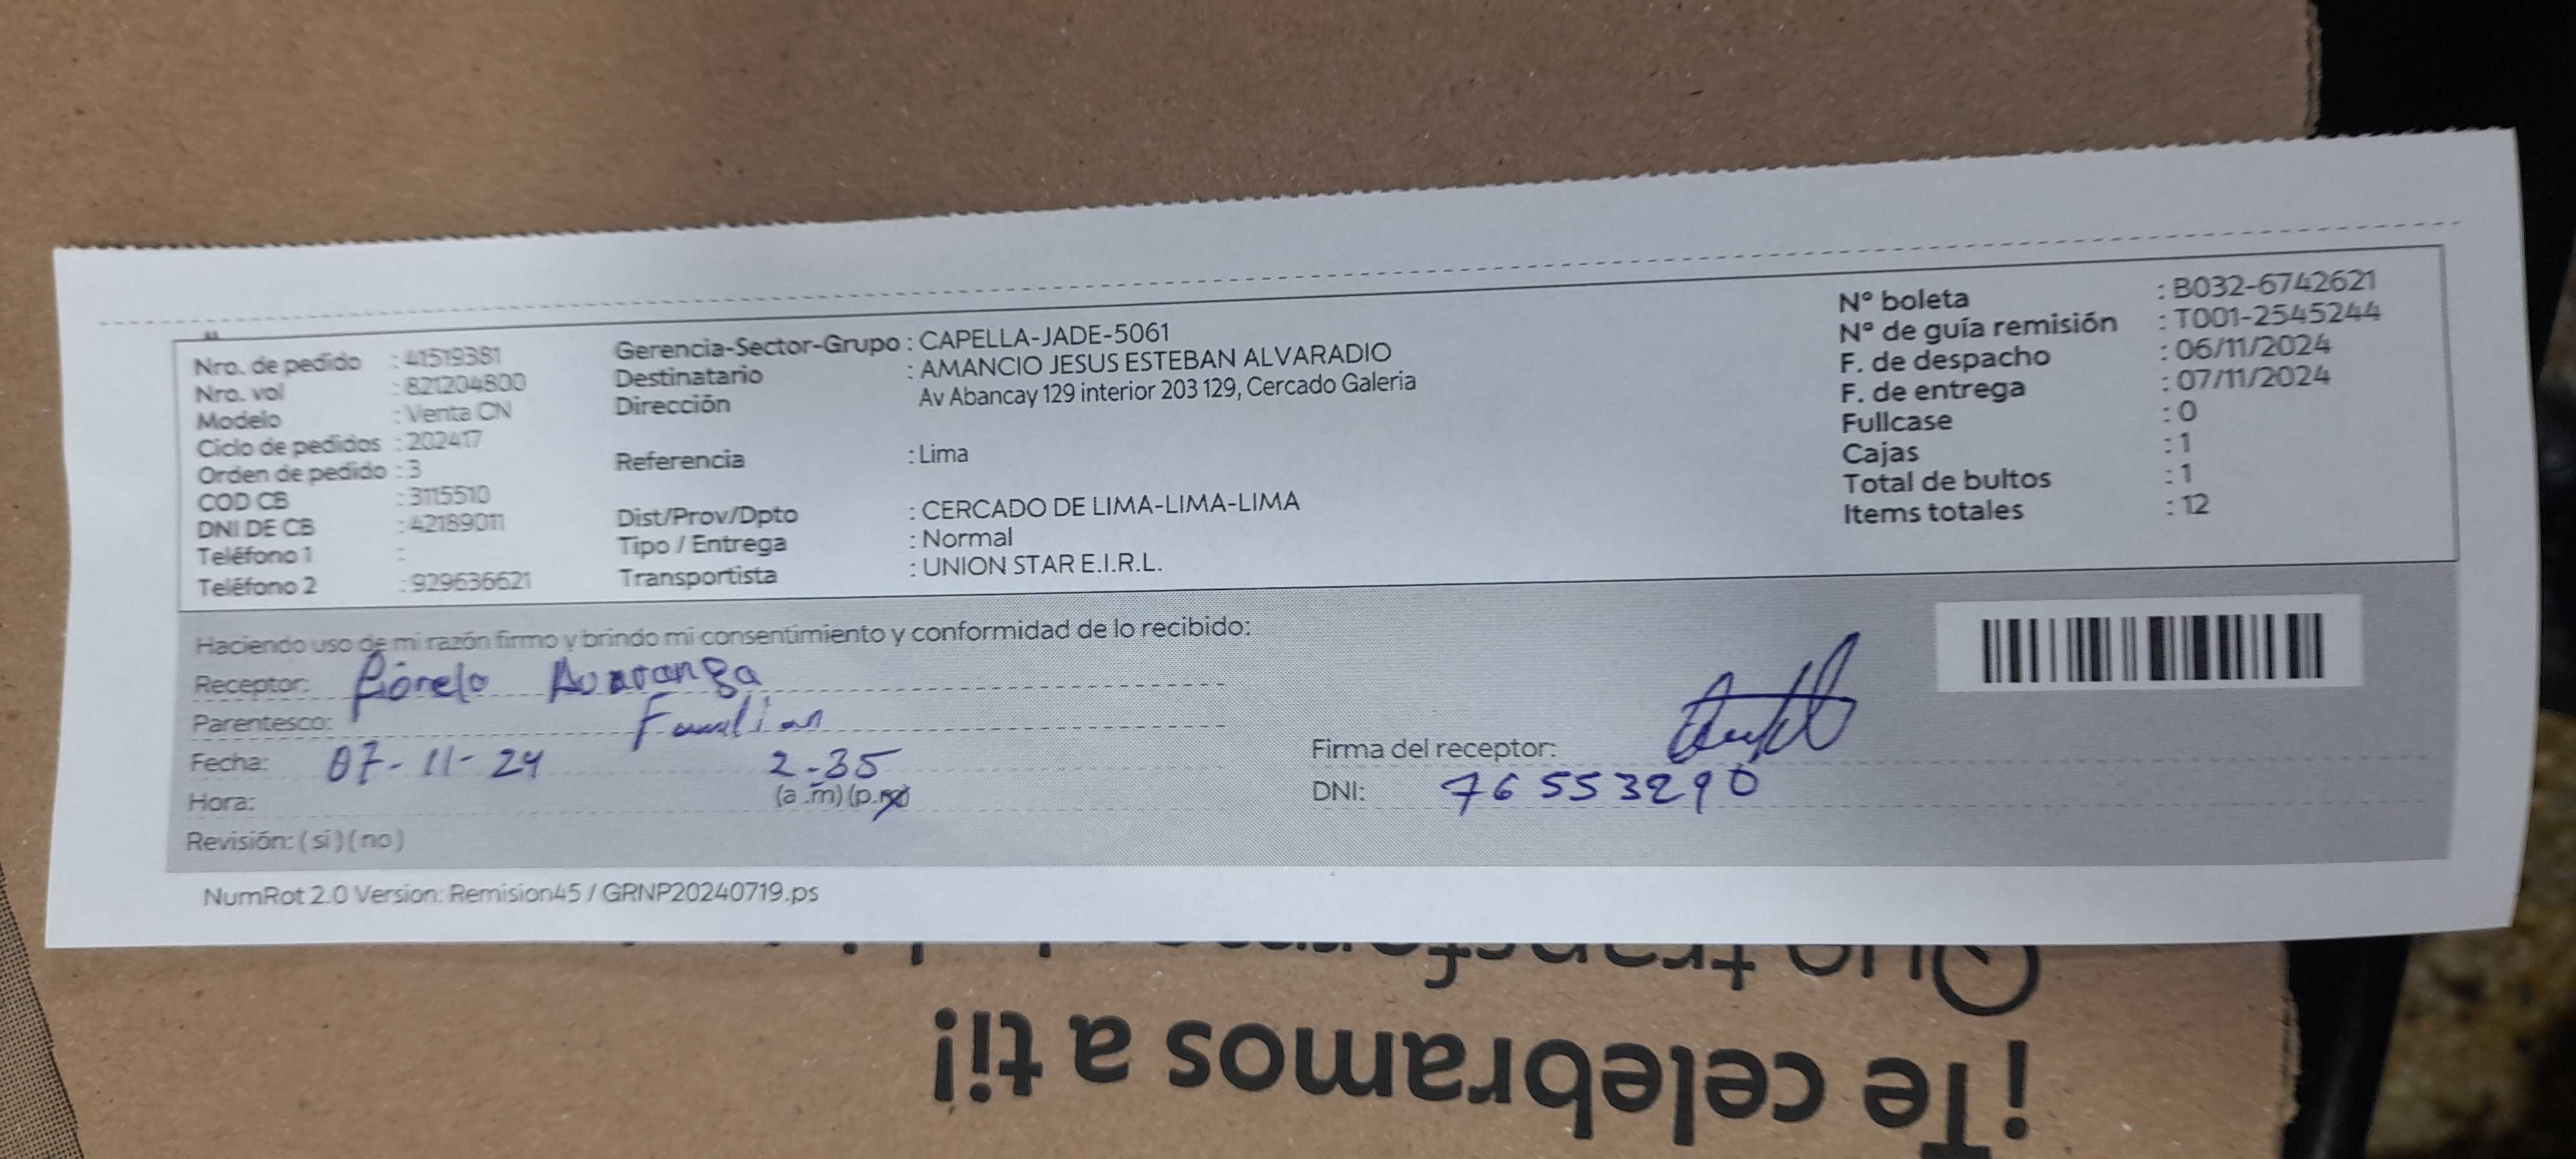 Nro. de pedido : 41519381
Nro. vol : 821204800
Modelo : Venta CN
Ciclo de pedidos : 202417
Orden de pedido : 3
COD CB : 3115510
DNI DE CB : 42189011
Teléfono 1 :
Teléfono 2 : 929636621
Gerencia-Sector-Grupo : CAPELLA-JADE-5061
Destinatario : AMANCIO JESUS ESTEBAN ALVARADIO
Dirección Av Abancay 129 interior 203 129, Cercado Galeria
Referencia : Lima
Dist/Prov/Dpto : CERCADO DE LIMA-LIMA-LIMA
Tipo / Entrega : Normal
Transportista : UNION STAR E.I.R.L.
N° boleta : B032-6742621
N° de guía remisión : T001-2545244
F. de despacho : 06/11/2024
F. de entrega : 07/11/2024
Fullcase : 0
Cajas : 1
Total de bultos : 1
Items totales : 12
Haciendo uso de mi razón firmo y brindo mi consentimiento y conformidad de lo recibido:
Receptor:
Parentesco: Familiar
Fecha: 07-11-24 2-35
Hora: (a.m) (p.m)
Revisión: (si) (no)
Firma del receptor:
DNI: 76553290
NumRot 2.0 Version: Remision45 / GRNP20240719.ps
¡Te celebramos a ti!